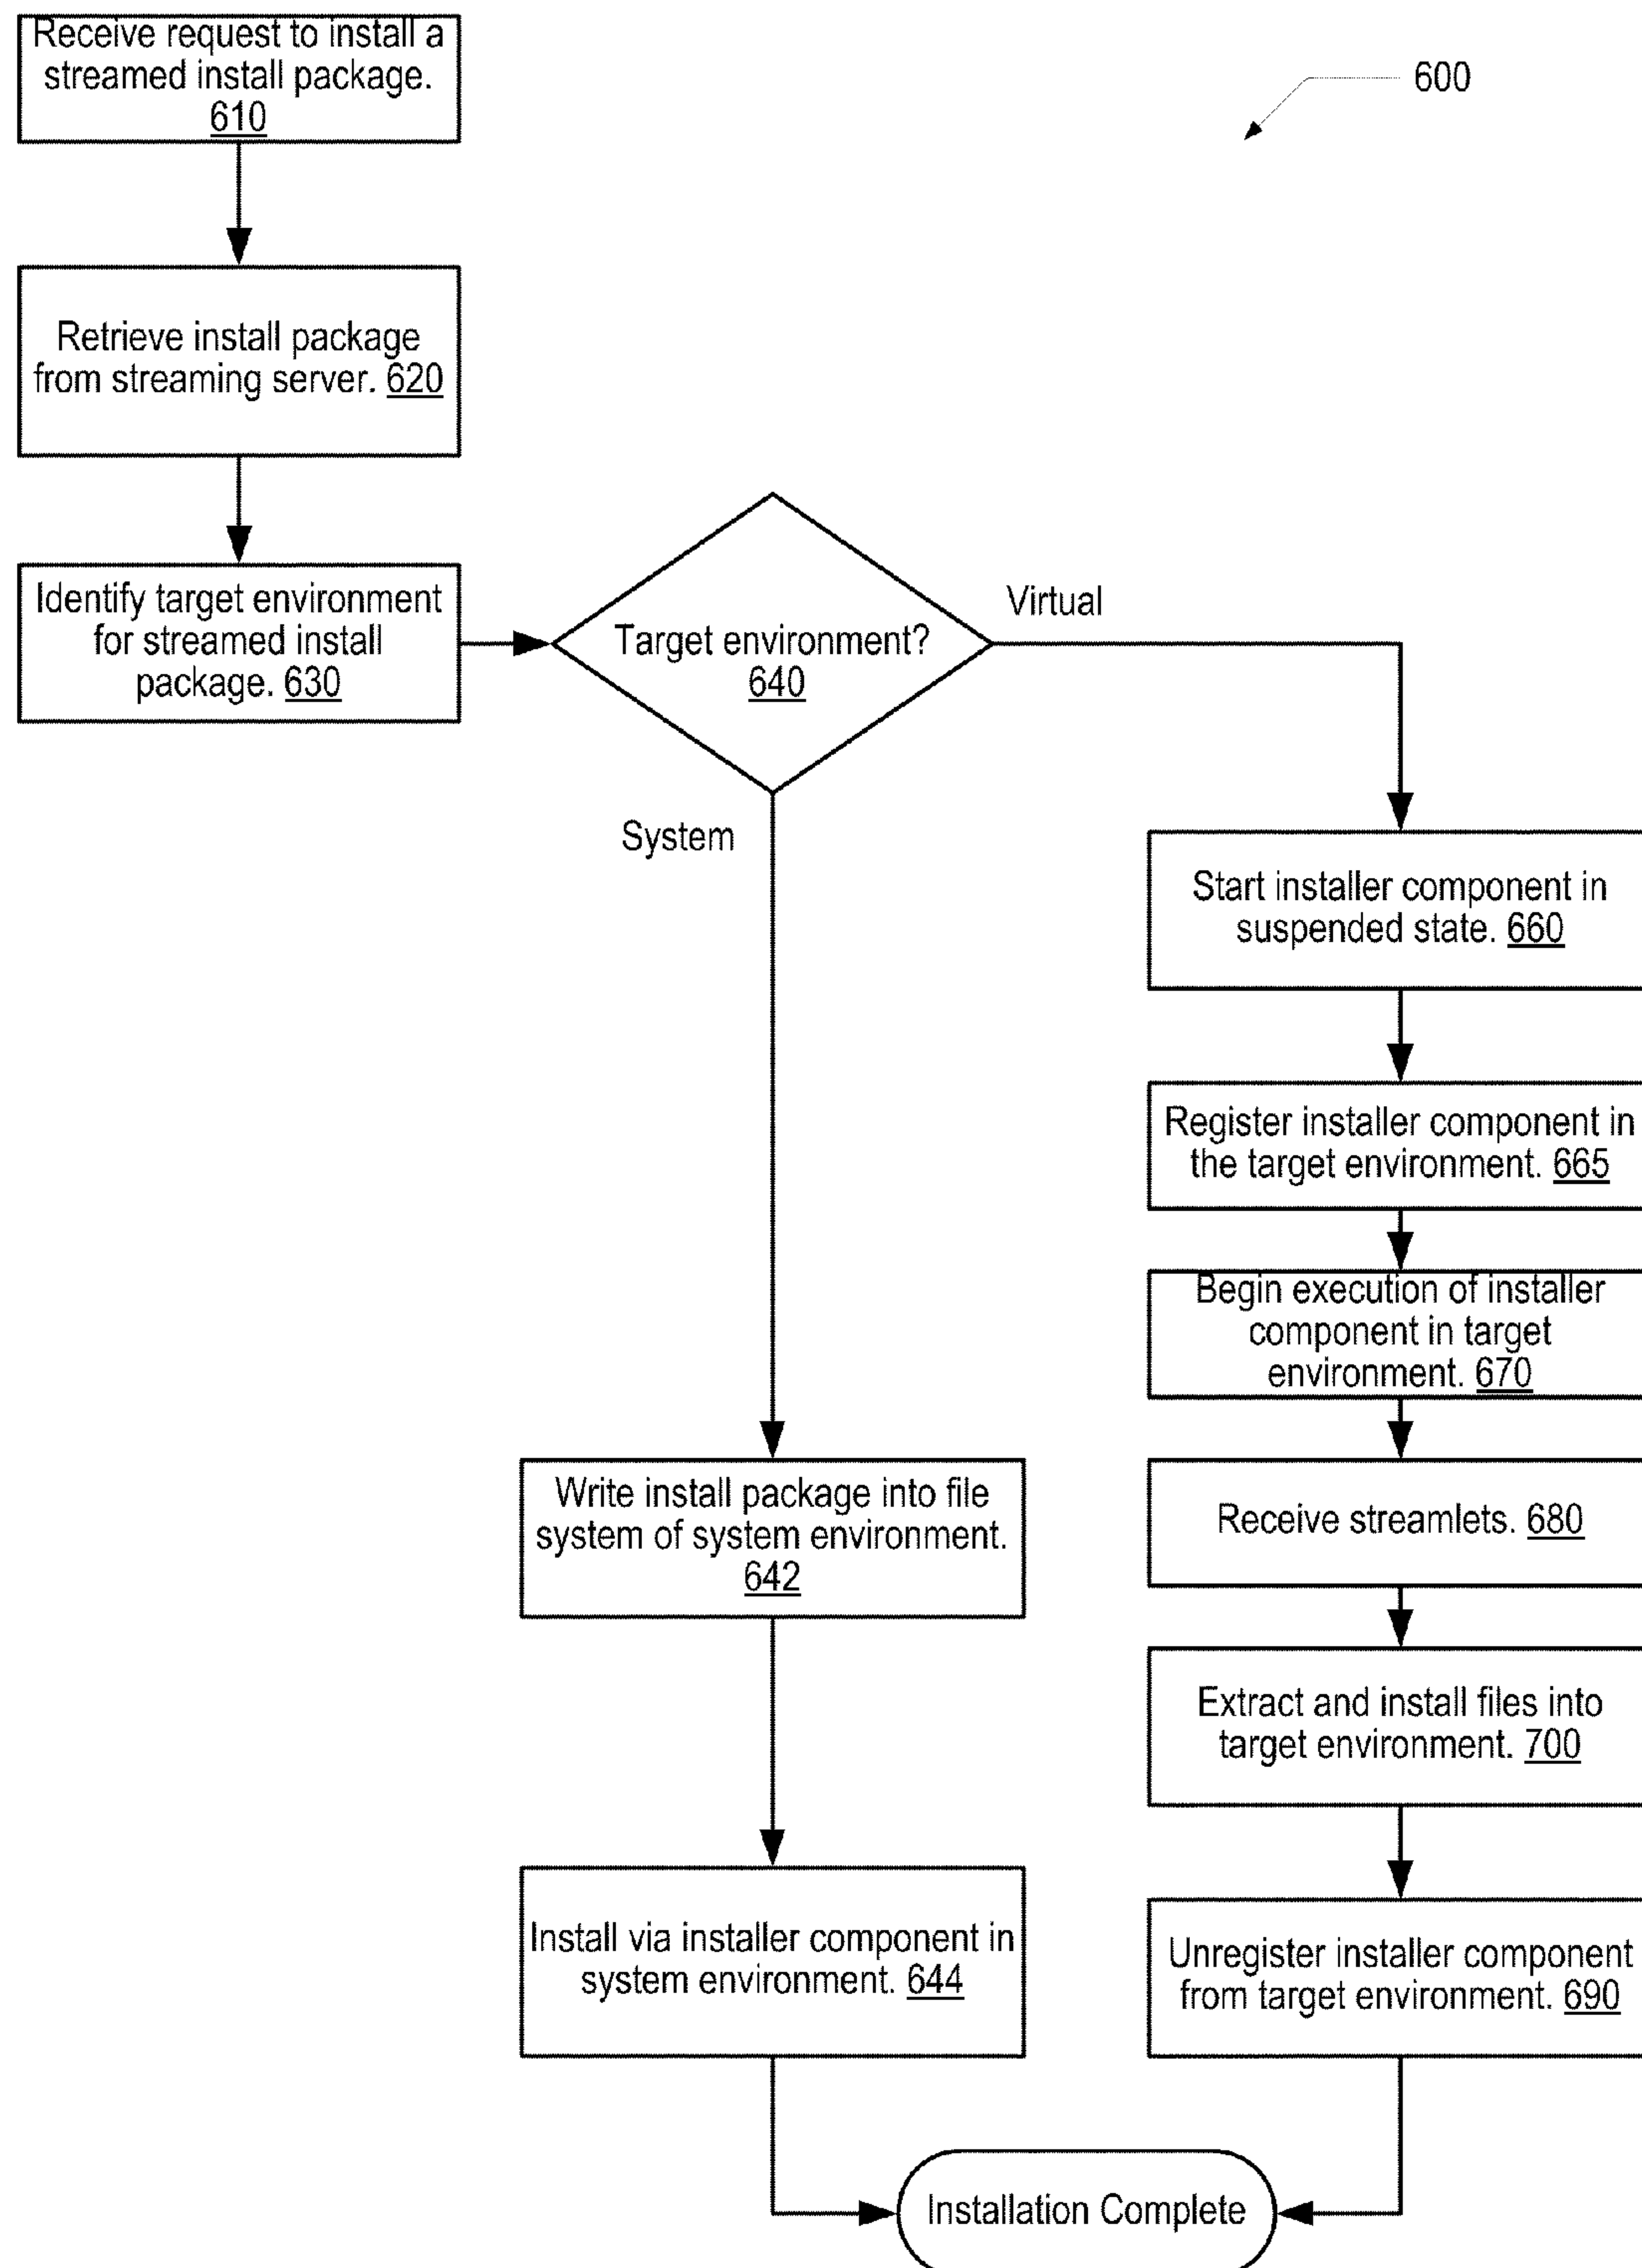 Receive request to install a
streamed install package.
610
600
Retrieve install package
from streaming server. 620
Identify target environment
for streamed install
package. 630
Target environment?
640
Virtual
System
Start installer component in
suspended state. 660
Register installer component in
the target environment. 665
Begin execution of installer
component in target
environment. 670
Receive streamlets. 680
Extract and install files into
target environment. 700
Unregister installer component
from target environment. 690
Write install package into file
system of system environment.
642
Install via installer component in
system environment. 644
Installation Complete